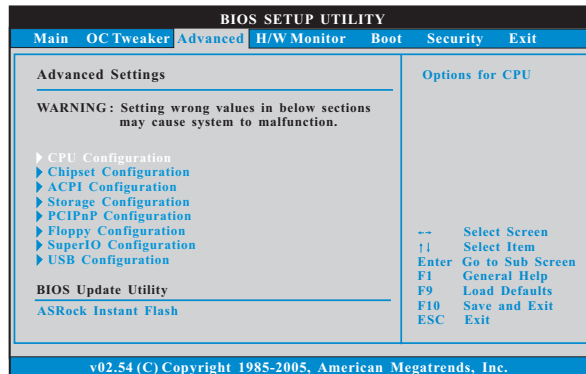 BIOS SETUP UTILITY
Main OC Tweaker Advanced H/W Monitor Boot Security Exit
Advanced Settings
WARNING : Setting wrong values in below sections
may cause system to malfunction.
CPU Configuration
Chipset Configuration
ACPI Configuration
Storage Configuration
PCIPnP Configuration
Floppy Configuration
SuperIO Configuration
USB Configuration
BIOS Update Utility
ASRock Instant Flash
Options for CPU
←→ Select Screen
↑↓ Select Item
Enter Go to Sub Screen
F1 General Help
F9 Load Defaults
F10 Save and Exit
ESC Exit
v02.54 (C) Copyright 1985-2005, American Megatrends, Inc.